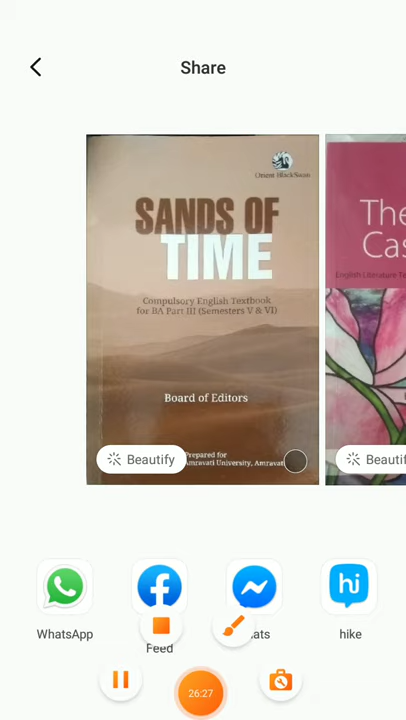 Share
Orient BlackSwan
SANDS OF
TIME
Compulsory English Textbook
for BA Part III (Semesters V & VI)
Board of Editors
Prepared for
Amravati University, Amravati
Beautify
The
Cas
English Literature Te
Beautif
WhatsApp
Feed
ats
hike
hi
26:27